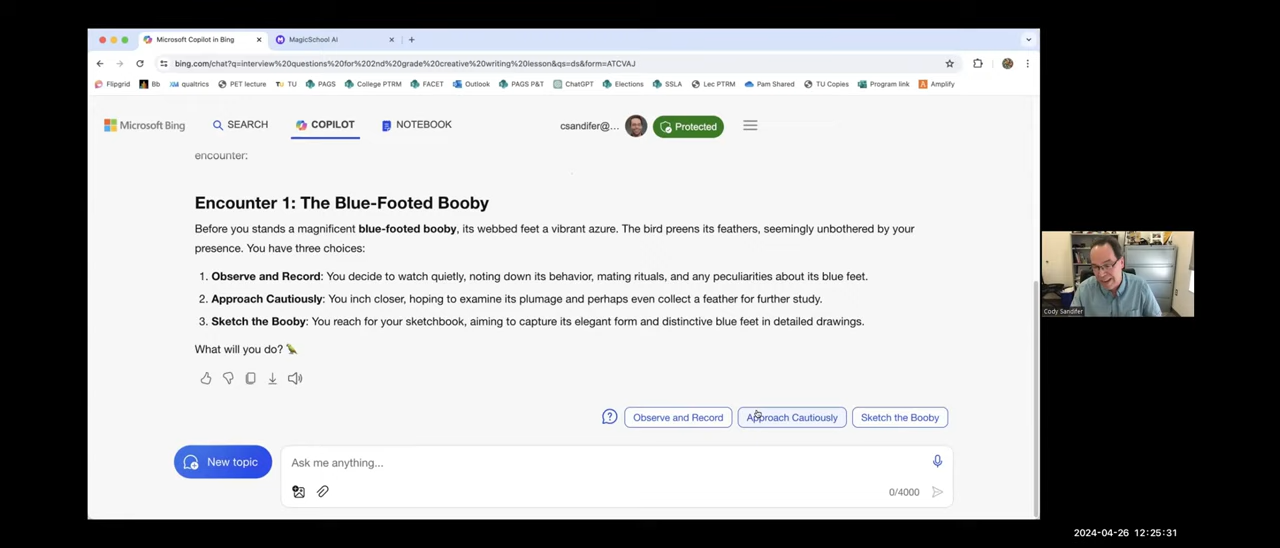 Microsoft Copilot in Bing
MagicSchool AI
bing.com/chat?q=interview%20questions%20for%202nd%20grade%20creative%20writing%20lesson&qs=ds&form=ATCVAJ
Flipgrid Bb qualtrics PET lecture TU PAGS College PTRM FACET Outlook PAGS P&T ChatGPT Elections SSLA Lec PTRM Pam Shared TU Copies Program link Amplify
Microsoft Bing SEARCH COPILOT NOTEBOOK csandifer@... Protected
encounter:
Encounter 1: The Blue-Footed Booby
Before you stands a magnificent blue-footed booby, its webbed feet a vibrant azure. The bird preens its feathers, seemingly unbothered by your
presence. You have three choices:
1. Observe and Record: You decide to watch quietly, noting down its behavior, mating rituals, and any peculiarities about its blue feet.
2. Approach Cautiously: You inch closer, hoping to examine its plumage and perhaps even collect a feather for further study.
3. Sketch the Booby: You reach for your sketchbook, aiming to capture its elegant form and distinctive blue feet in detailed drawings.
What will you do? 🦜
Observe and Record Approach Cautiously Sketch the Booby
New topic
Ask me anything...
0/4000
Cody Sandifer
2024-04-26 12:25:31